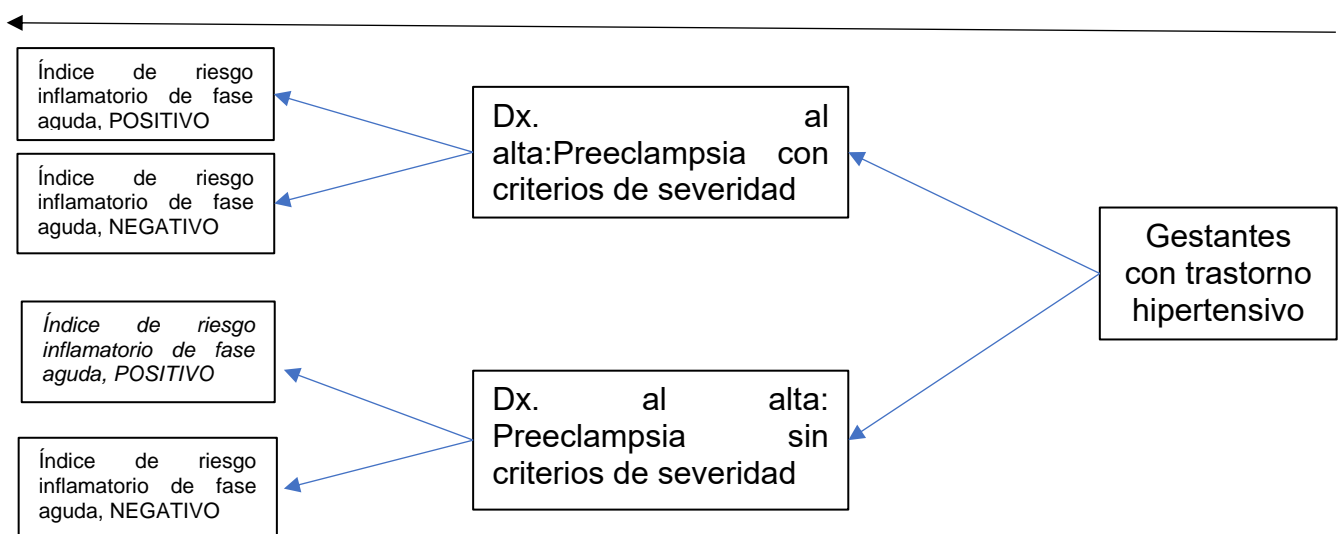 Índice de riesgo
inflamatorio de fase
aguda, POSITIVO
Índice de riesgo
inflamatorio de fase
aguda, NEGATIVO
Índice de riesgo
inflamatorio de fase
aguda, POSITIVO
Índice de riesgo
inflamatorio de fase
aguda, NEGATIVO
Dx. al
alta:Preeclampsia con
criterios de severidad
Dx. al alta:
Preeclampsia sin
criterios de severidad
Gestantes
con trastorno
hipertensivo